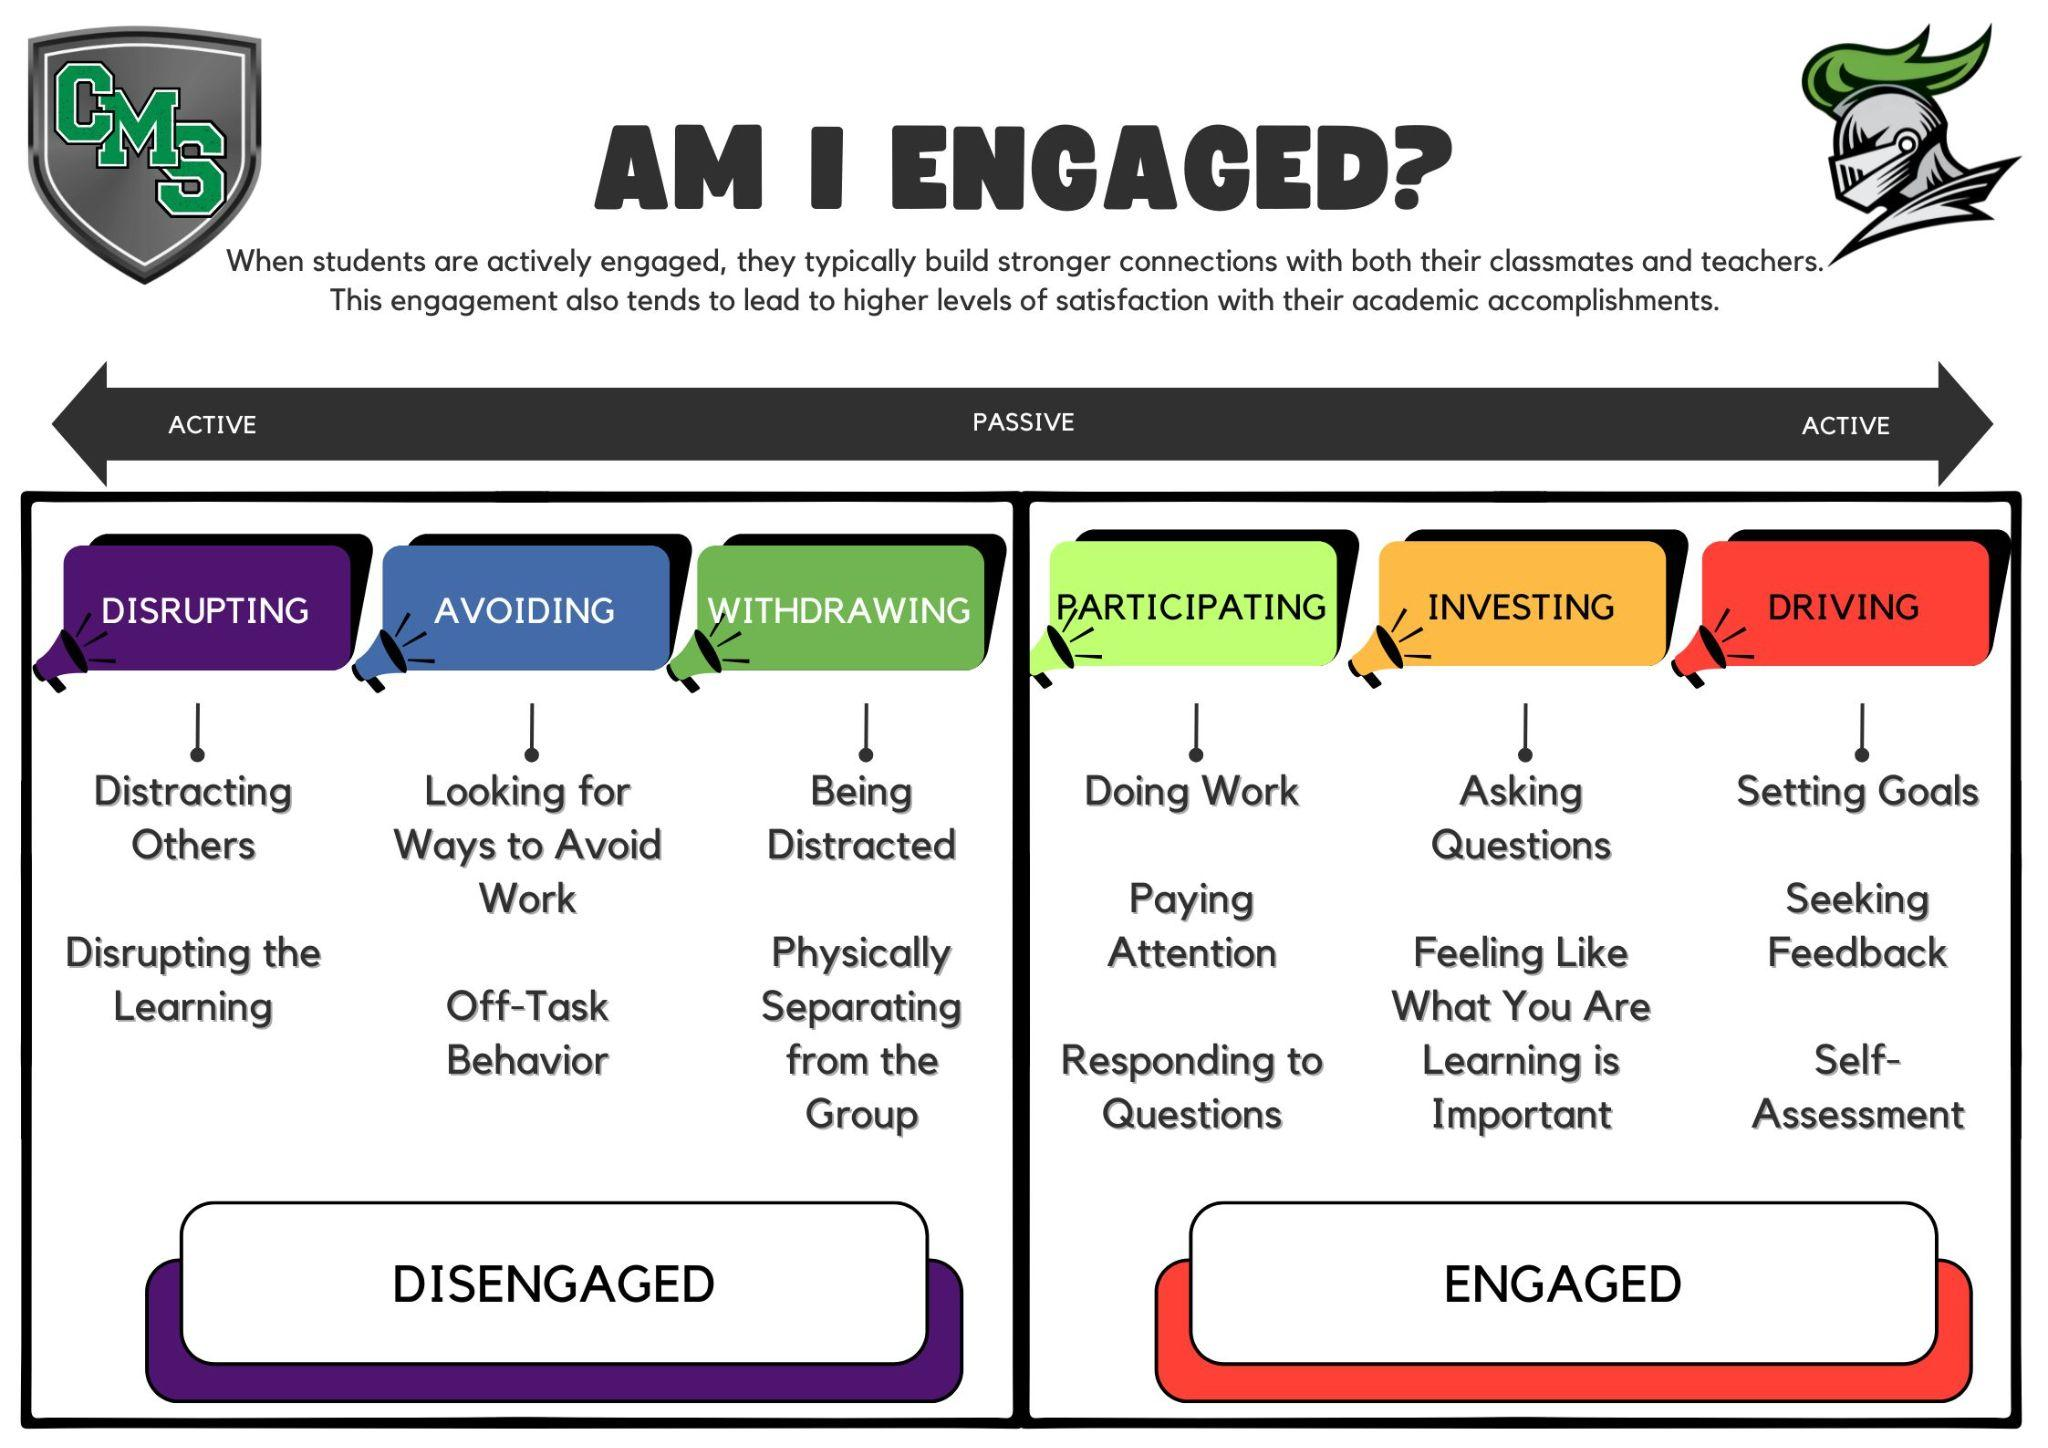 CMS
AM I ENGAGED?
When students are actively engaged, they typically build stronger connections with both their classmates and teachers.
This engagement also tends to lead to higher levels of satisfaction with their academic accomplishments.
ACTIVE
PASSIVE
ACTIVE
DISRUPTING
Distracting
Others
Disrupting the
Learning
AVOIDING
Looking for
Ways to Avoid
Work
Off-Task
Behavior
WITHDRAWING
Being
Distracted
Physically
Separating
from the
Group
DISENGAGED
PARTICIPATING
Doing Work
Paying
Attention
Responding to
Questions
INVESTING
Asking
Questions
Feeling Like
What You Are
Learning is
Important
DRIVING
Setting Goals
Seeking
Feedback
Self-
Assessment
ENGAGED